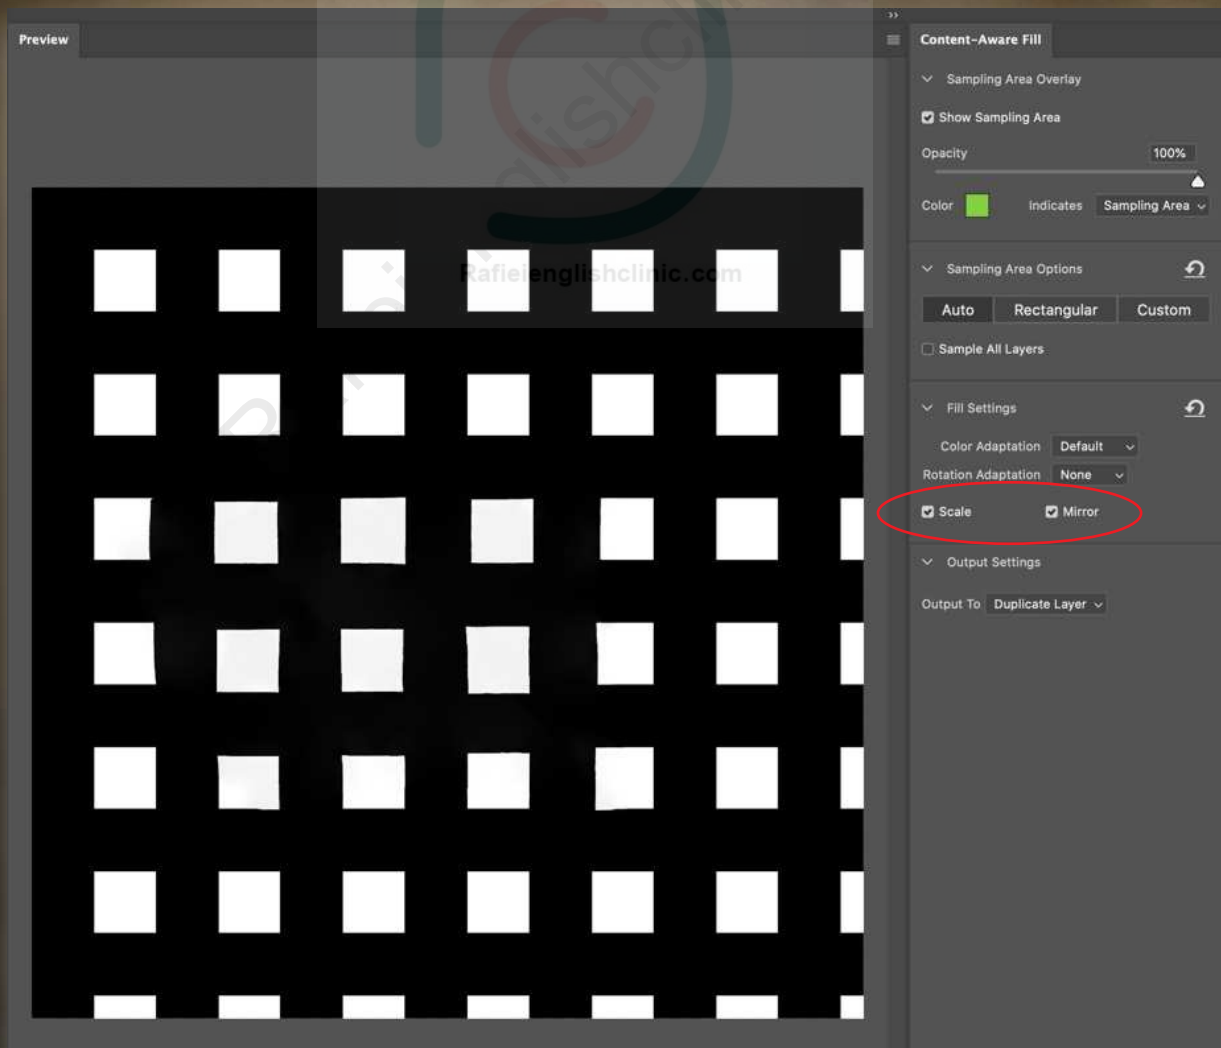 Preview
Content-Aware Fill
Sampling Area Overlay
Show Sampling Area
Opacity 100%
Color Indicates Sampling Area
Sampling Area Options
Auto Rectangular Custom
Sample All Layers
Fill Settings
Color Adaptation Default
Rotation Adaptation None
Scale Mirror
Output Settings
Output To Duplicate Layer
Rafieienglishclinic.com